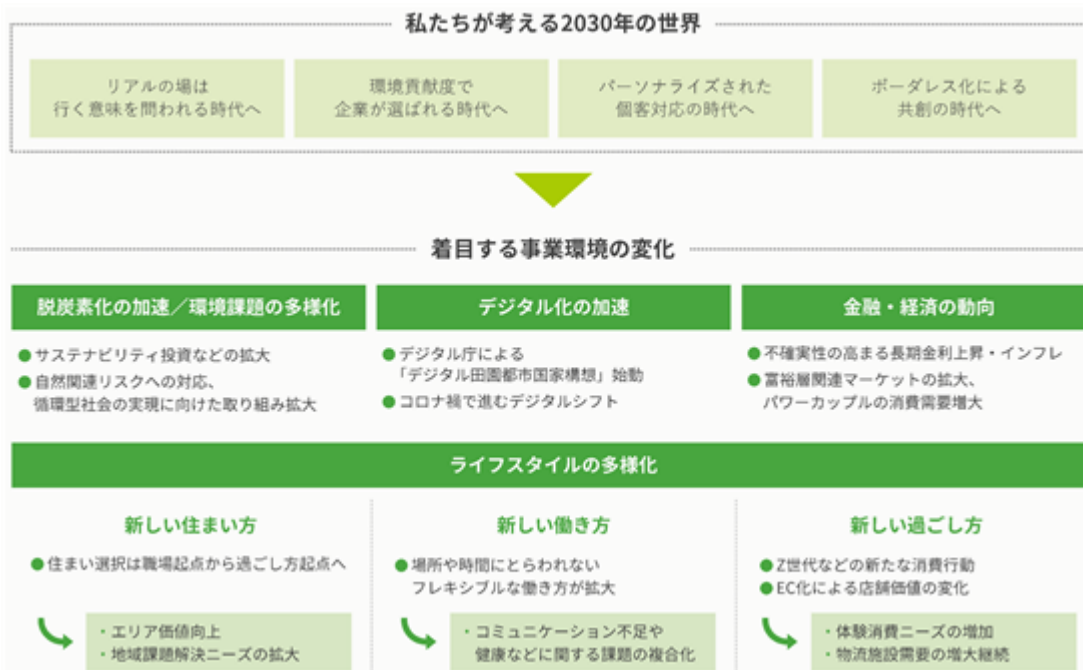 私たちが考える2030年の世界
リアルの場は
行く意味を問われる時代へ
環境貢献度で
企業が選ばれる時代へ
パーソナライズされた
個客対応の時代へ
ボーダレス化による
共創の時代へ
着目する事業環境の変化
脱炭素化の加速／環境課題の多様化
● サステナビリティ投資などの拡大
● 自然関連リスクへの対応、
循環型社会の実現に向けた取り組み拡大
デジタル化の加速
● デジタル庁による
「デジタル田園都市国家構想」始動
● コロナ禍で進むデジタルシフト
金融・経済の動向
● 不確実性の高まる長期金利上昇・インフレ
● 富裕層関連マーケットの拡大、
パワーカップルの消費需要増大
ライフスタイルの多様化
新しい住まい方
● 住まい選択は職場起点から過ごし方起点へ
・エリア価値向上
・地域課題解決ニーズの拡大
新しい働き方
● 場所や時間にとらわれない
フレキシブルな働き方が拡大
・コミュニケーション不足や
健康などに関する課題の複合化
新しい過ごし方
● Z世代などの新たな消費行動
● EC化による店舗価値の変化
・体験消費ニーズの増加
・物流施設需要の増大継続